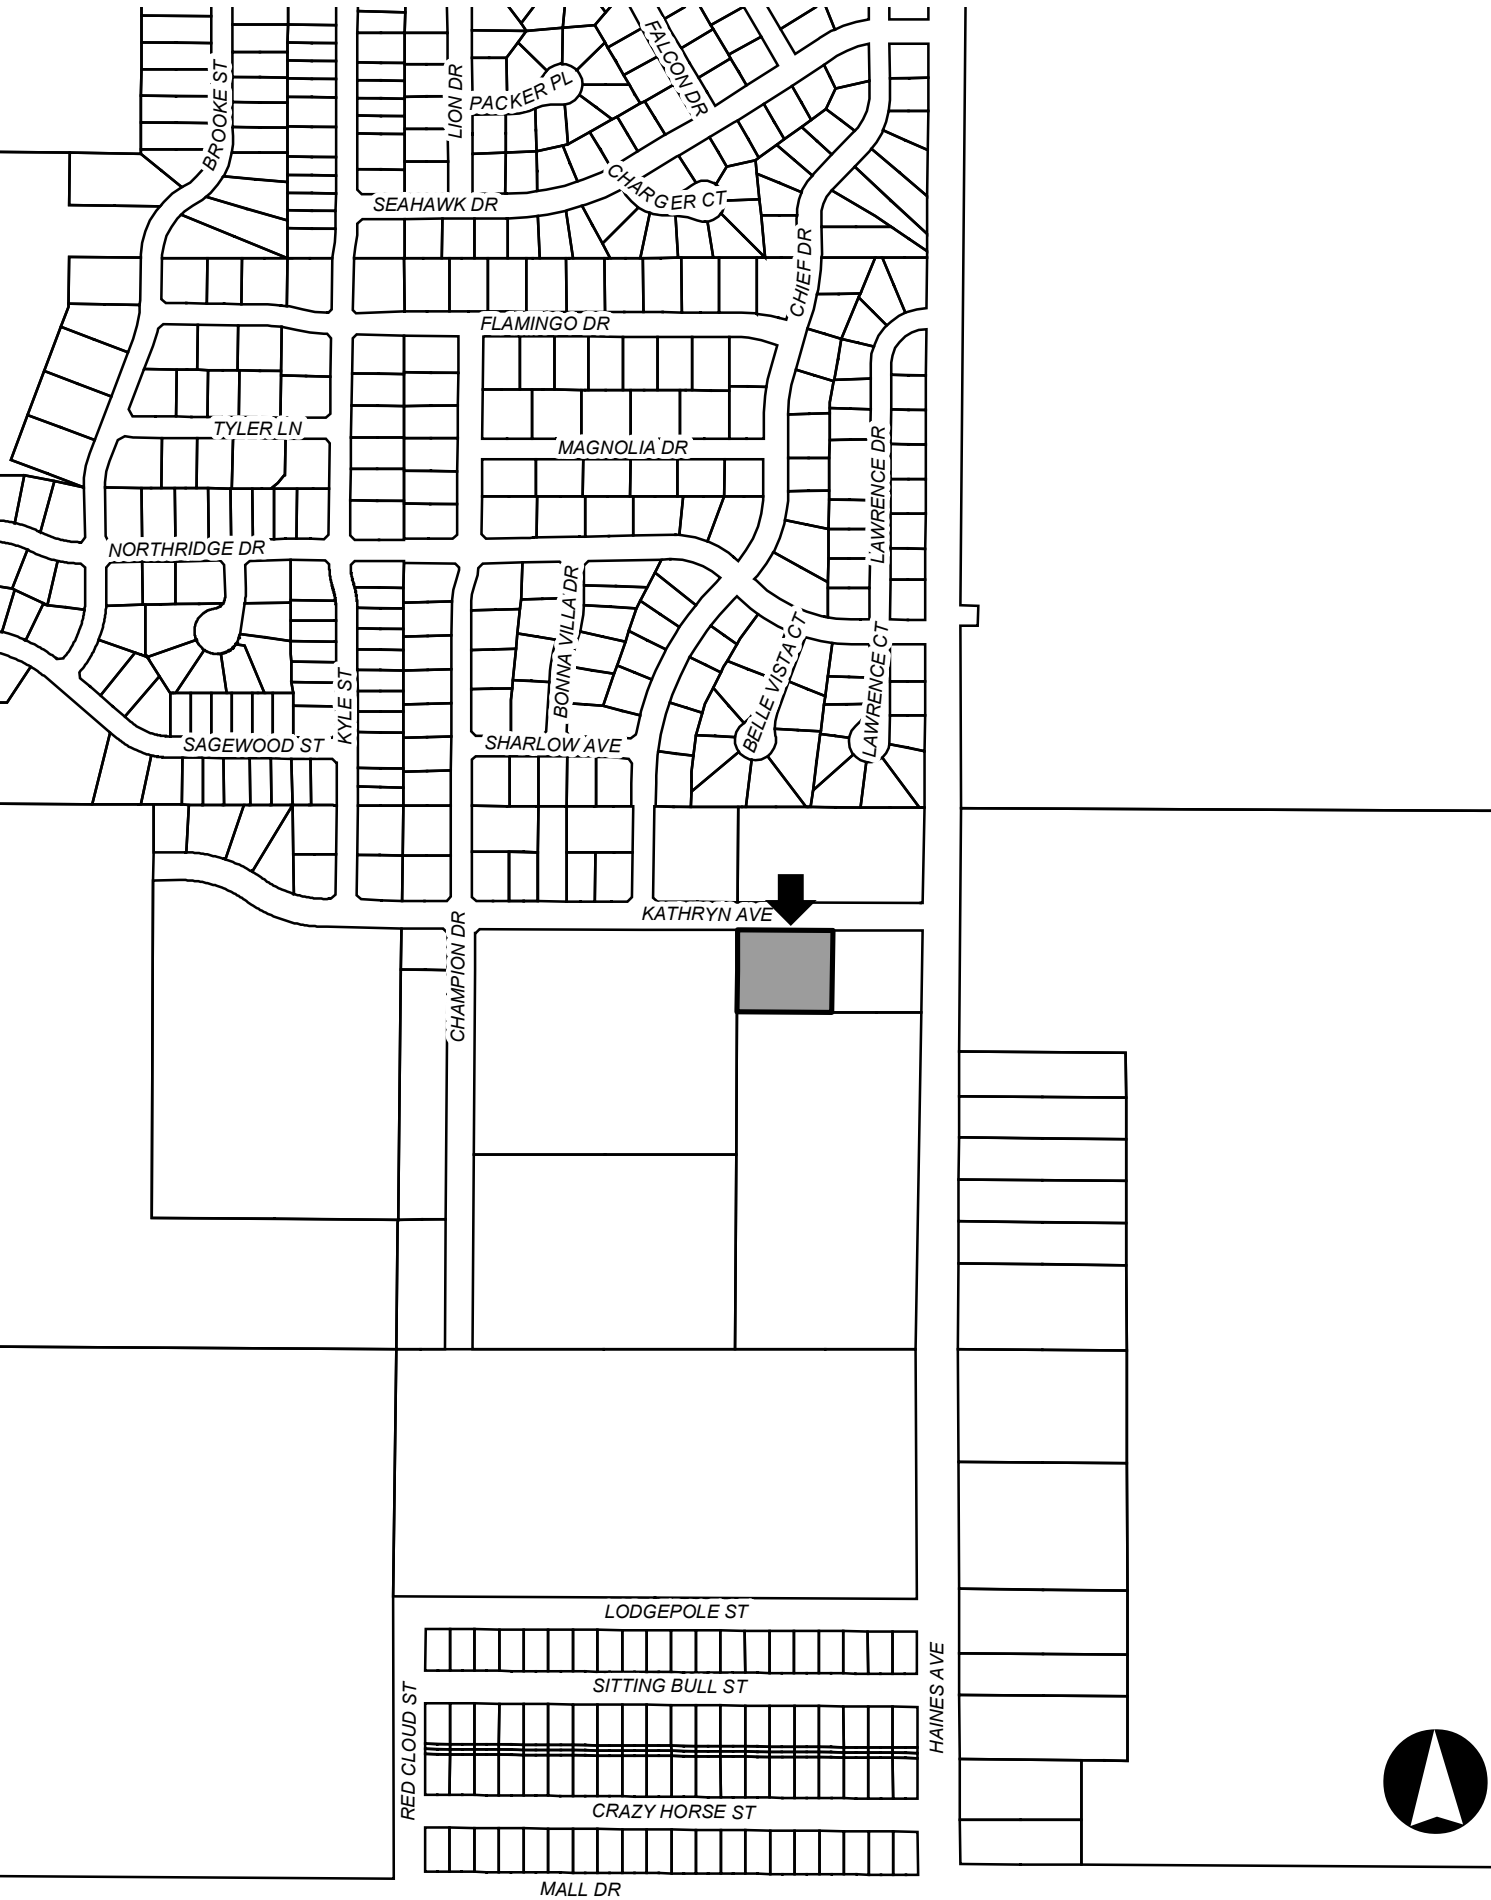 BROOKE ST
LION DR
PACKER PL
FALCON DR
SEAHAWK DR
CHARGER CT
CHIEF DR
FLAMINGO DR
TYLER LN
MAGNOLIA DR
LAWRENCE DR
NORTHRIDGE DR
BONNA VILLA DR
BELLE VISTA CT
LAWRENCE CT
KYLE ST
SAGEWOOD ST
SHARLOW AVE
KATHRYN AVE
CHAMPION DR
LODGEPOLE ST
SITTING BULL ST
HAINES AVE
RED CLOUD ST
CRAZY HORSE ST
MALL DR